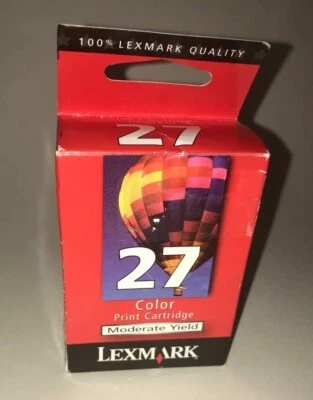 100% LEXMARK QUALITY
27
27
Color
Print Cartridge
Moderate Yield
LEXMARK